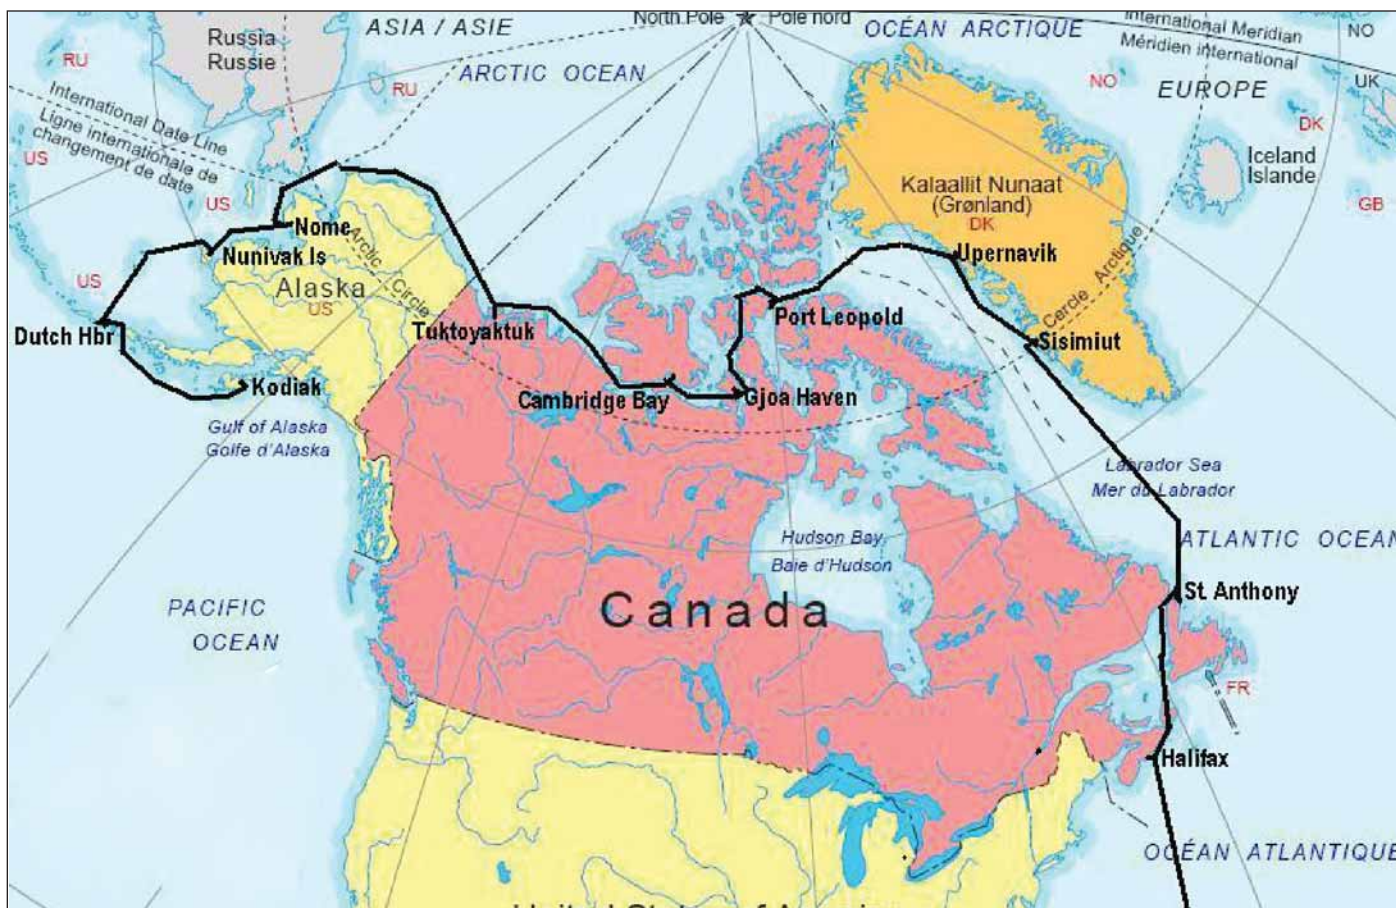 North Pole
Pole nord
ASIA / ASIE
OCÉAN ARCTIQUE
International Meridian
Méridien international
NO
Russia
Russie
RU
ARCTIC OCEAN
RU
NO
EUROPE
UK
International Date Line
Ligne internationale de
changement de date
DK
US
Iceland
Islande
Kalaallit Nunaat
(Grønland)
DK
US
GB
Nome
Arctic Circle
Nunivak Is
Upernavik
Cercle Arctique
US
Alaska
US
Dutch Hbr
Tuktoyaktuk
Port Leopold
Sisimiut
Kodiak
Cambridge Bay
Gjoa Haven
Gulf of Alaska
Golfe d'Alaska
Labrador Sea
Mer du Labrador
Hudson Bay
Baie d'Hudson
ATLANTIC OCEAN
St. Anthony
PACIFIC
OCEAN
Canada
FR
Halifax
OCÉAN ATLANTIQUE